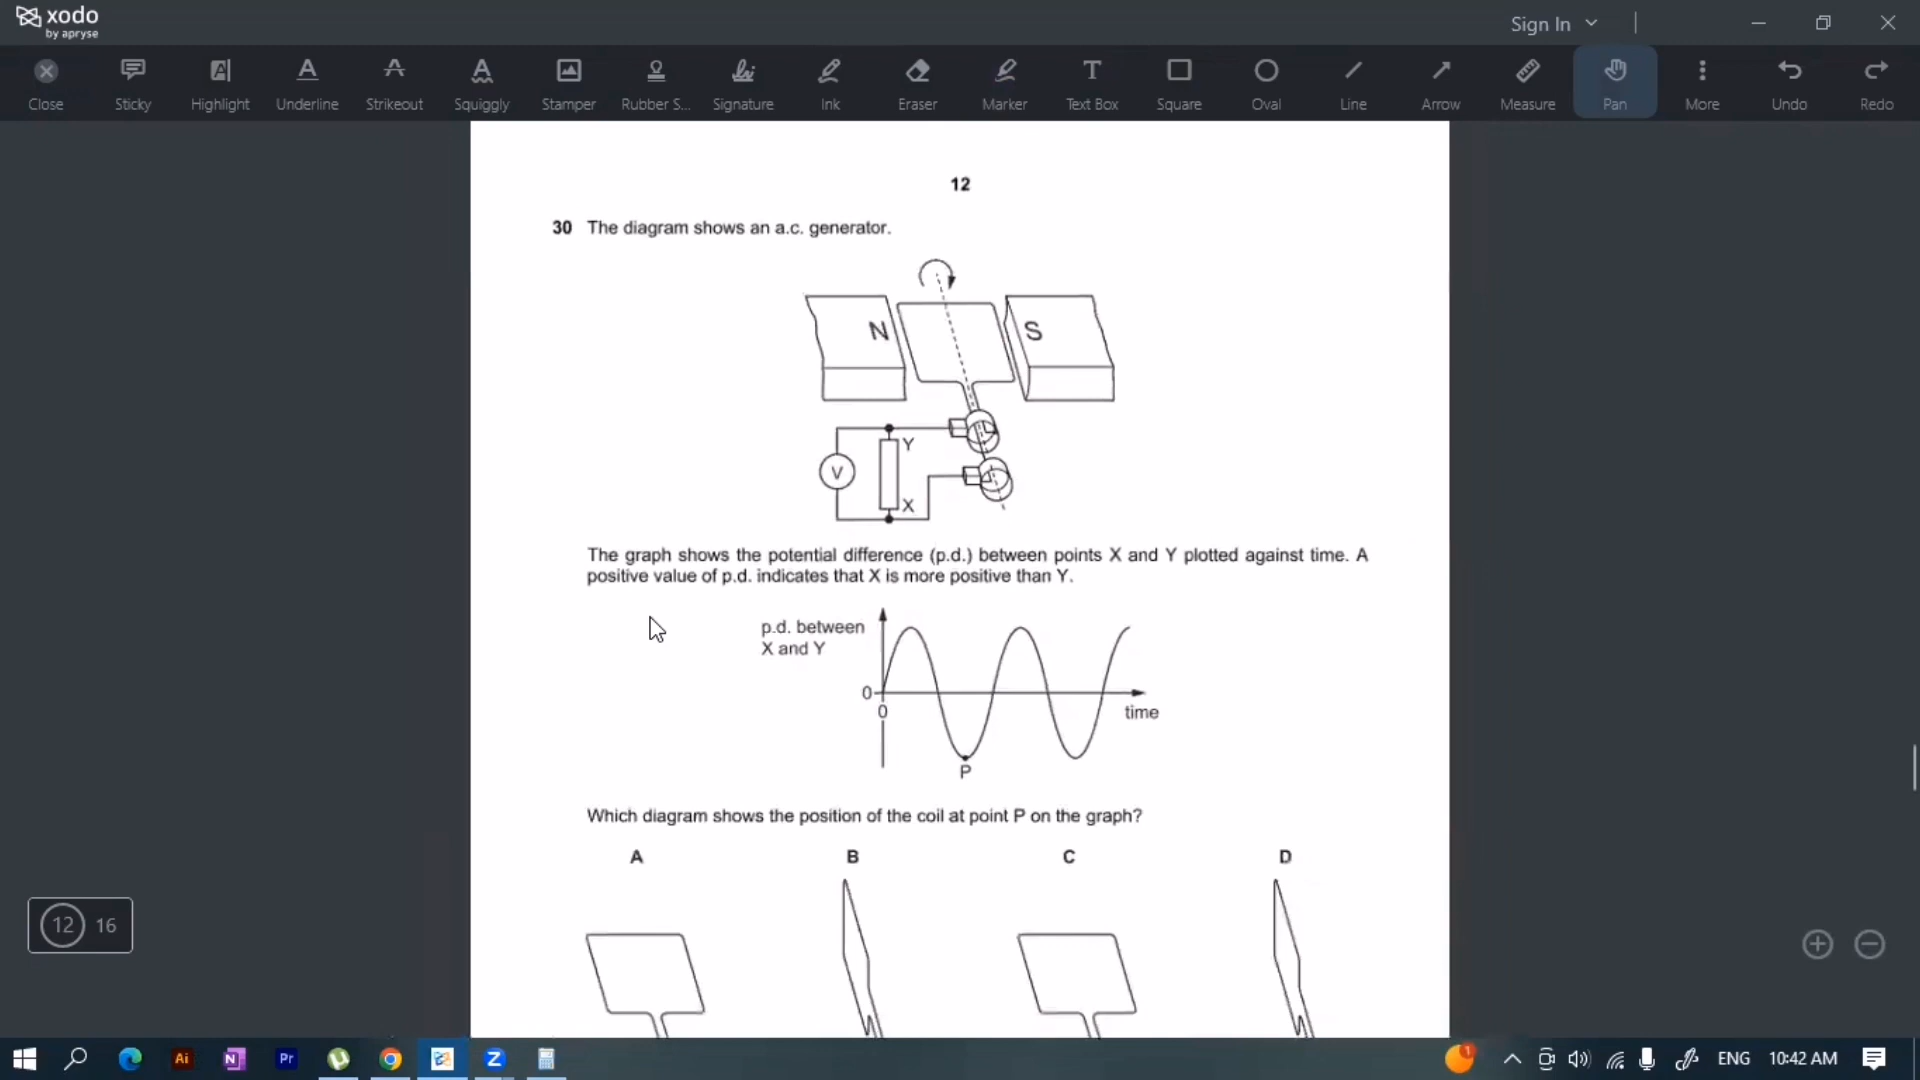 xodo
by apryse
Sign In
Close
Sticky
Highlight
Underline
Strikeout
Squiggly
Stamper
Rubber S...
Signature
Ink
Eraser
Marker
Text Box
Square
Oval
Line
Arrow
Measure
Pan
More
Undo
Redo
12
30 The diagram shows an a.c. generator.
N
S
Y
V
X
The graph shows the potential difference (p.d.) between points X and Y plotted against time. A
positive value of p.d. indicates that X is more positive than Y.
p.d. between
X and Y
0
0
time
P
Which diagram shows the position of the coil at point P on the graph?
A B C D
12 16
Ai
N
Pr
Z
1
ENG
10:42 AM